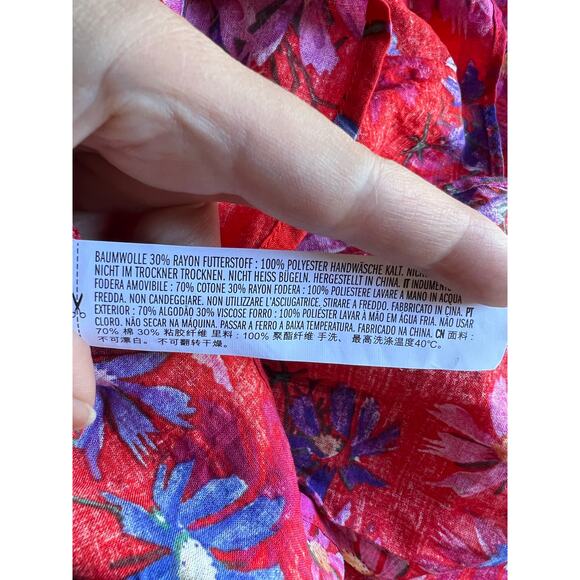 BAUMWOLLE 30% RAYON FUTTERSTOFF : 100% POLYESTER HANDWÄSCHE KALT.
NICHT IM TROCKNER TROCKNEN. NICHT HEISS BÜGELN. HERGESTELLT IN CHINA. IT INDUMENTO
FODERA AMOVIBILE : 70% COTONE 30% RAYON FODERA : 100% POLIESTERE LAVARE A MANO IN ACQUA
FREDDA. NON CANDEGGIARE. NON UTILIZZARE L'ASCIUGATRICE. STIRARE A FREDDO. FABBRICATO IN CINA. PT
EXTERIOR : 70% ALGODÃO 30% VISCOSE FORRO : 100% POLIÉSTER LAVAR À MÃO EM ÁGUA FRIA. NÃO USAR
CLORO. NÃO SECAR NA MÁQUINA. PASSAR A FERRO A BAIXA TEMPERATURA. FABRICADO NA CHINA. CN 面料 :
70% 棉 30% 粘胶纤维 里料 : 100% 聚酯纤维 手洗、 最高洗涤温度40℃。
不可漂白。 不可翻转干燥。